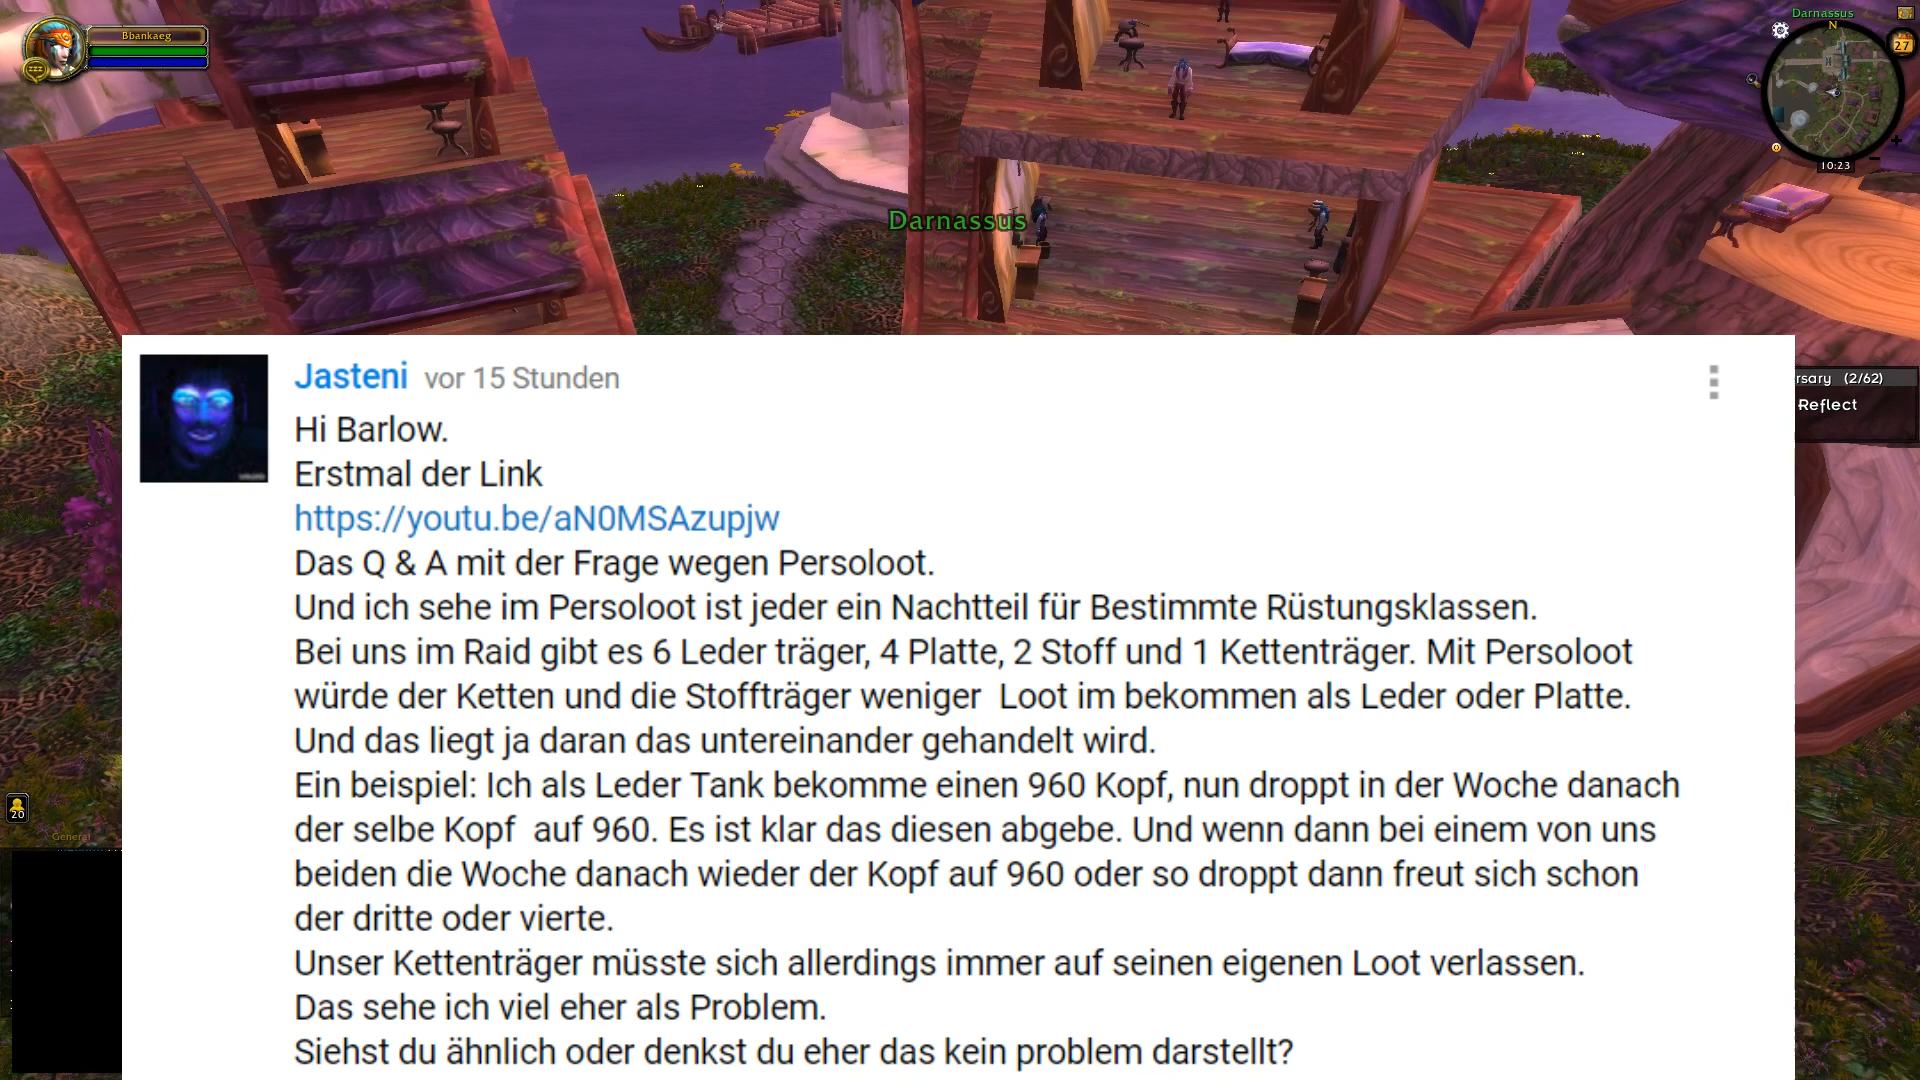 Bbankaeg
zzz
Darnassus
N
27
10:23
Darnassus
rsary (2/62)
Reflect
Jasteni vor 15 Stunden
Hi Barlow.
Erstmal der Link
https://youtu.be/aN0MSAzupjw
Das Q & A mit der Frage wegen Persoloot.
Und ich sehe im Persoloot ist jeder ein Nachtteil für Bestimmte Rüstungsklassen.
Bei uns im Raid gibt es 6 Leder träger, 4 Platte, 2 Stoff und 1 Kettenträger. Mit Persoloot
würde der Ketten und die Stoffträger weniger  Loot im bekommen als Leder oder Platte.
Und das liegt ja daran das untereinander gehandelt wird.
Ein beispiel: Ich als Leder Tank bekomme einen 960 Kopf, nun droppt in der Woche danach
der selbe Kopf  auf 960. Es ist klar das diesen abgebe. Und wenn dann bei einem von uns
beiden die Woche danach wieder der Kopf auf 960 oder so droppt dann freut sich schon
der dritte oder vierte.
Unser Kettenträger müsste sich allerdings immer auf seinen eigenen Loot verlassen.
Das sehe ich viel eher als Problem.
Siehst du ähnlich oder denkst du eher das kein problem darstellt?
20
General